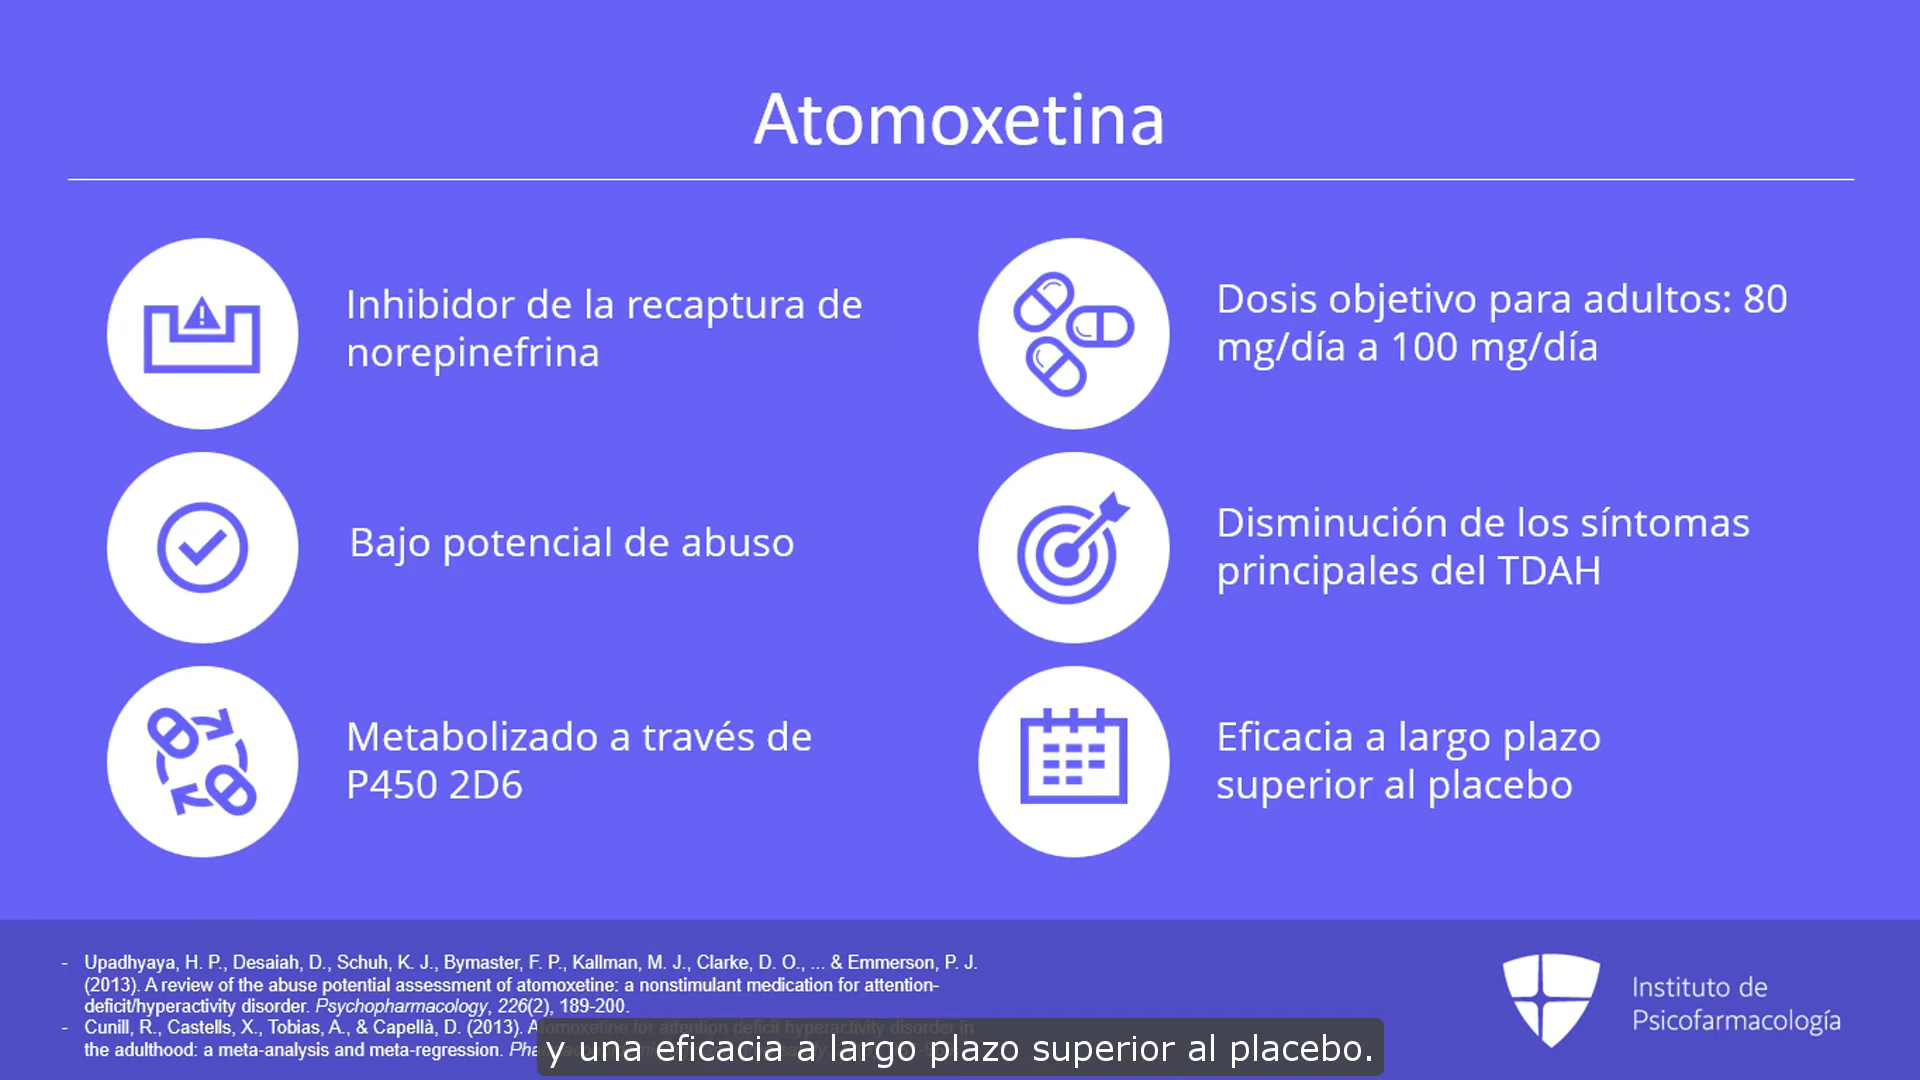 Atomoxetina
Inhibidor de la recaptura de
norepinefrina
Bajo potencial de abuso
Metabolizado a través de
P450 2D6
Dosis objetivo para adultos: 80
mg/día a 100 mg/día
Disminución de los síntomas
principales del TDAH
Eficacia a largo plazo
superior al placebo
- Upadhyaya, H. P., Desaiah, D., Schuh, K. J., Bymaster, F. P., Kallman, M. J., Clarke, D. O., ... & Emmerson, P. J.
(2013). A review of the abuse potential assessment of atomoxetine: a nonstimulant medication for attention-
deficit/hyperactivity disorder. Psychopharmacology, 226(2), 189-200.
- Cunill, R., Castells, X., Tobias, A., & Capellà, D. (2013). Atomoxetine for attention deficit hyperactivity disorder in
the adulthood: a meta-analysis and meta-regression.
y una eficacia a largo plazo superior al placebo.
Instituto de
Psicofarmacología